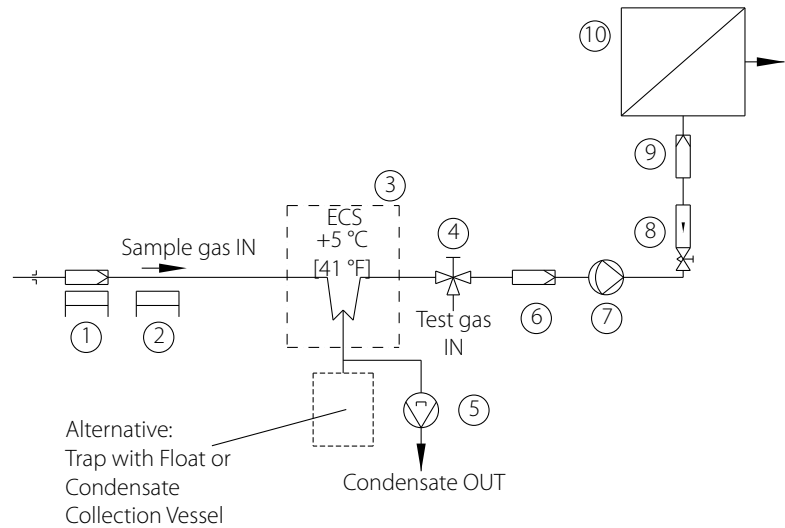 10
9
3
ECS
+5 °C
[41 °F]
4
8
Sample gas IN
Test gas
IN
1
2
6
7
5
Alternative:
Trap with Float or
Condensate
Collection Vessel
Condensate OUT